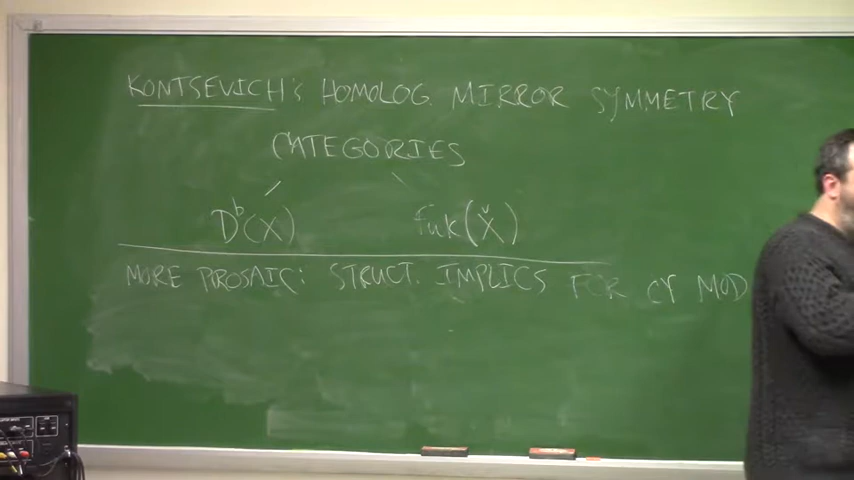 KONTSEVICH'S HOMOLOG. MIRROR SYMMETRY
CATEGORIES
D^b(X) Fuk(X̌)
MORE PROSAIC: STRUCT. IMPLICS FOR CY MOD